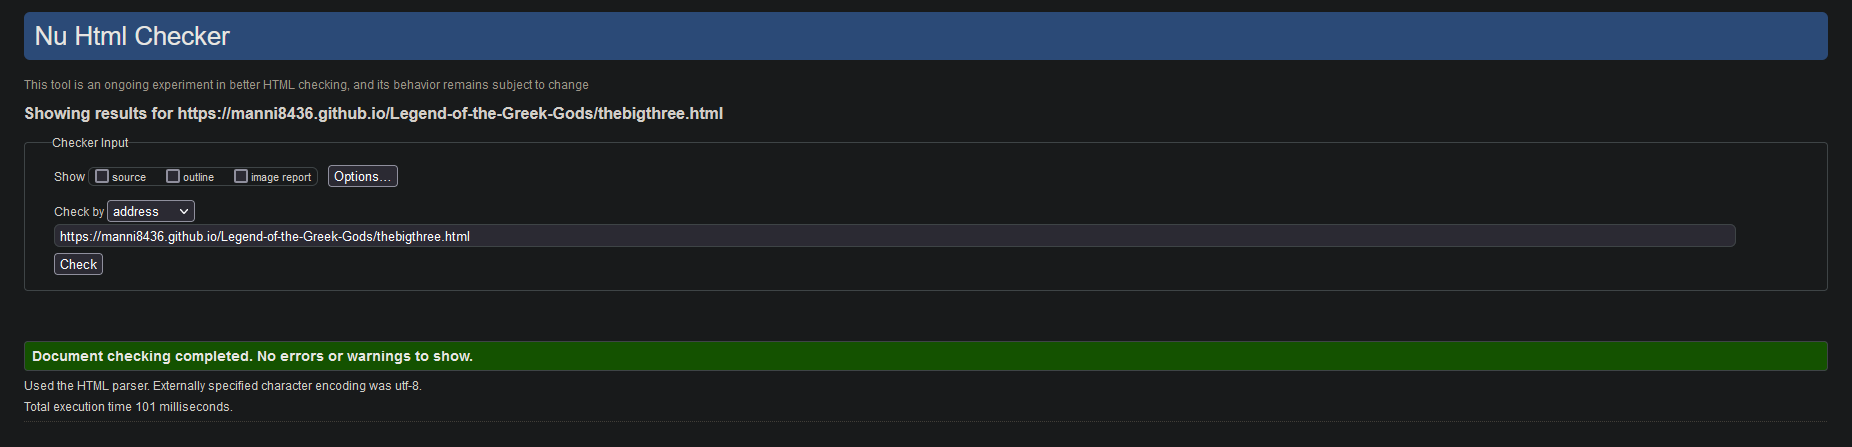 Nu Html Checker
This tool is an ongoing experiment in better HTML checking, and its behavior remains subject to change
Showing results for https://manni8436.github.io/Legend-of-the-Greek-Gods/thebigthree.html
Checker Input
Show source outline image report Options...
Check by address
https://manni8436.github.io/Legend-of-the-Greek-Gods/thebigthree.html
Check
Document checking completed. No errors or warnings to show.
Used the HTML parser. Externally specified character encoding was utf-8.
Total execution time 101 milliseconds.